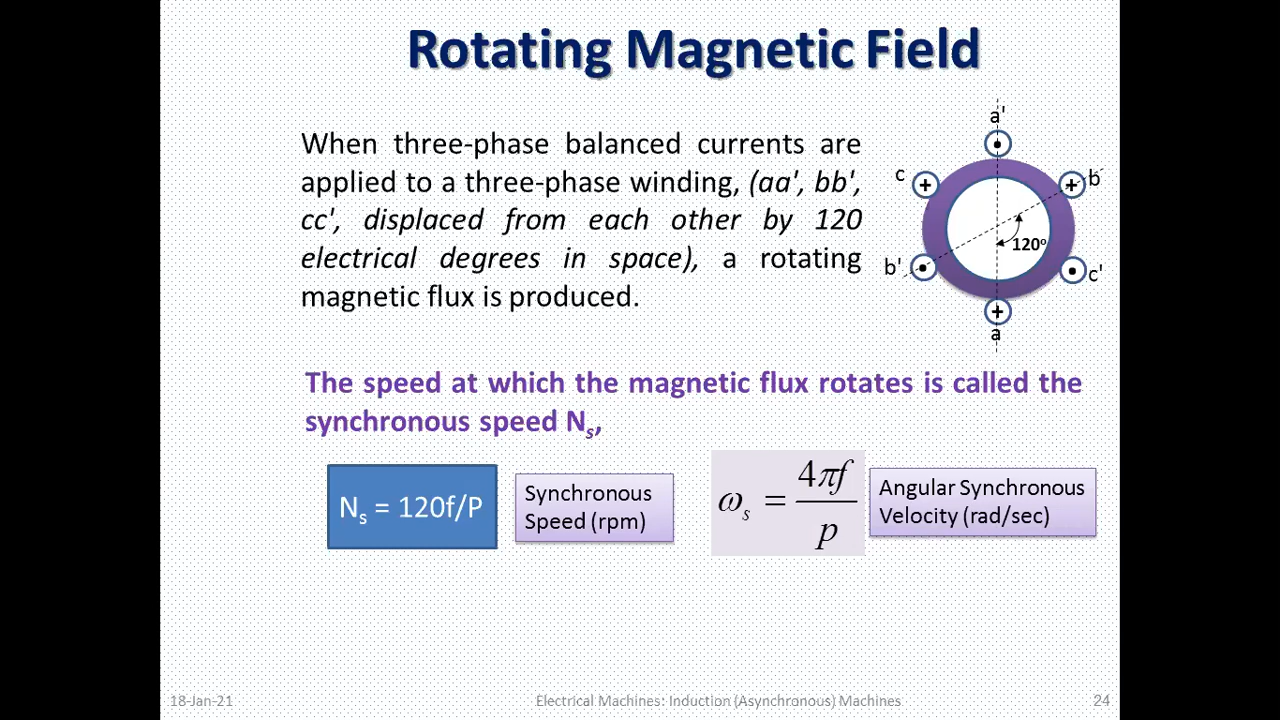 Rotating Magnetic Field
When three-phase balanced currents are
applied to a three-phase winding, (aa', bb',
cc', displaced from each other by 120
electrical degrees in space), a rotating
magnetic flux is produced.
a'
c
+
+
b
120º
b'
c'
+
a
The speed at which the magnetic flux rotates is called the
synchronous speed Ns,
Ns = 120f/P
Synchronous
Speed (rpm)
ωs = 4πf/p
Angular Synchronous
Velocity (rad/sec)
18-Jan-21
Electrical Machines: Induction (Asynchronous) Machines
24